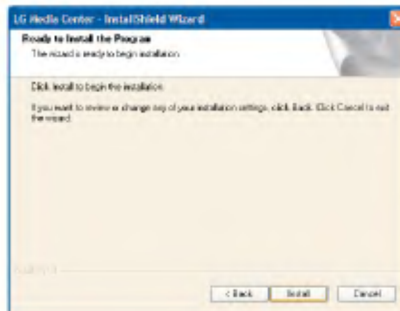 LG Media Center - InstallShield Wizard
Ready to Install the Program
The wizard is ready to begin installation.
Click Install to begin the installation.
If you want to review or change any of your installation settings, click Back. Click Cancel to exit
the wizard.
InstallShield
< Back Install Cancel